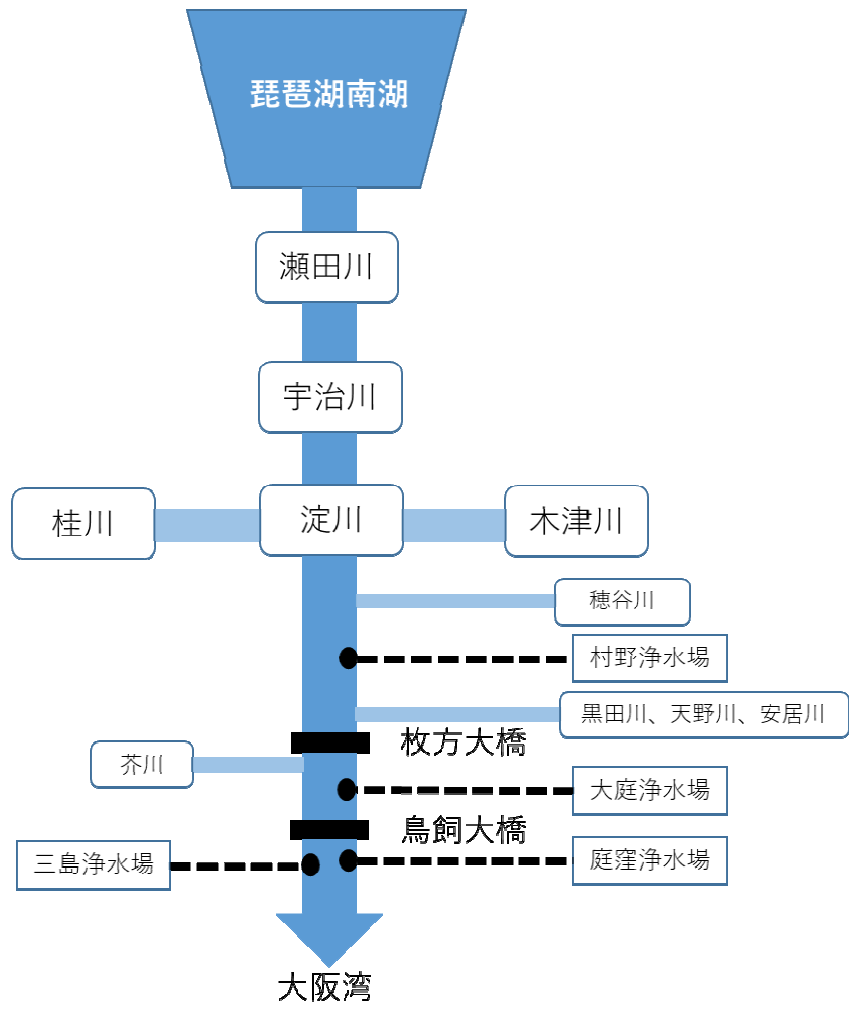 琵琶湖南湖
瀬田川
宇治川
桂川
淀川
木津川
穂谷川
村野浄水場
黒田川、天野川、安居川
枚方大橋
芥川
大庭浄水場
鳥飼大橋
三島浄水場
庭窪浄水場
大阪湾